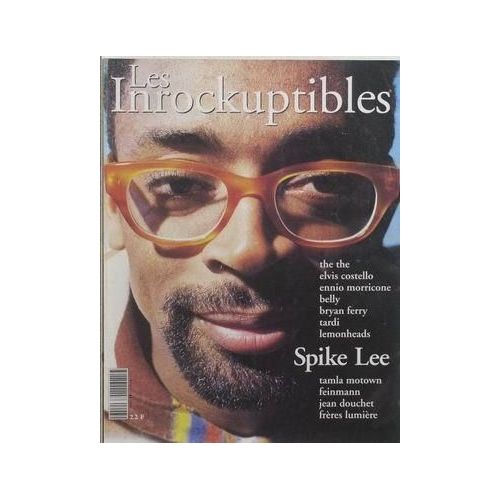 Les
Inrockuptibles
the the
elvis costello
ennio morricone
belly
bryan ferry
tardi
lemonheads
Spike Lee
tamla motown
feinmann
jean douchet
frères lumière
22 F